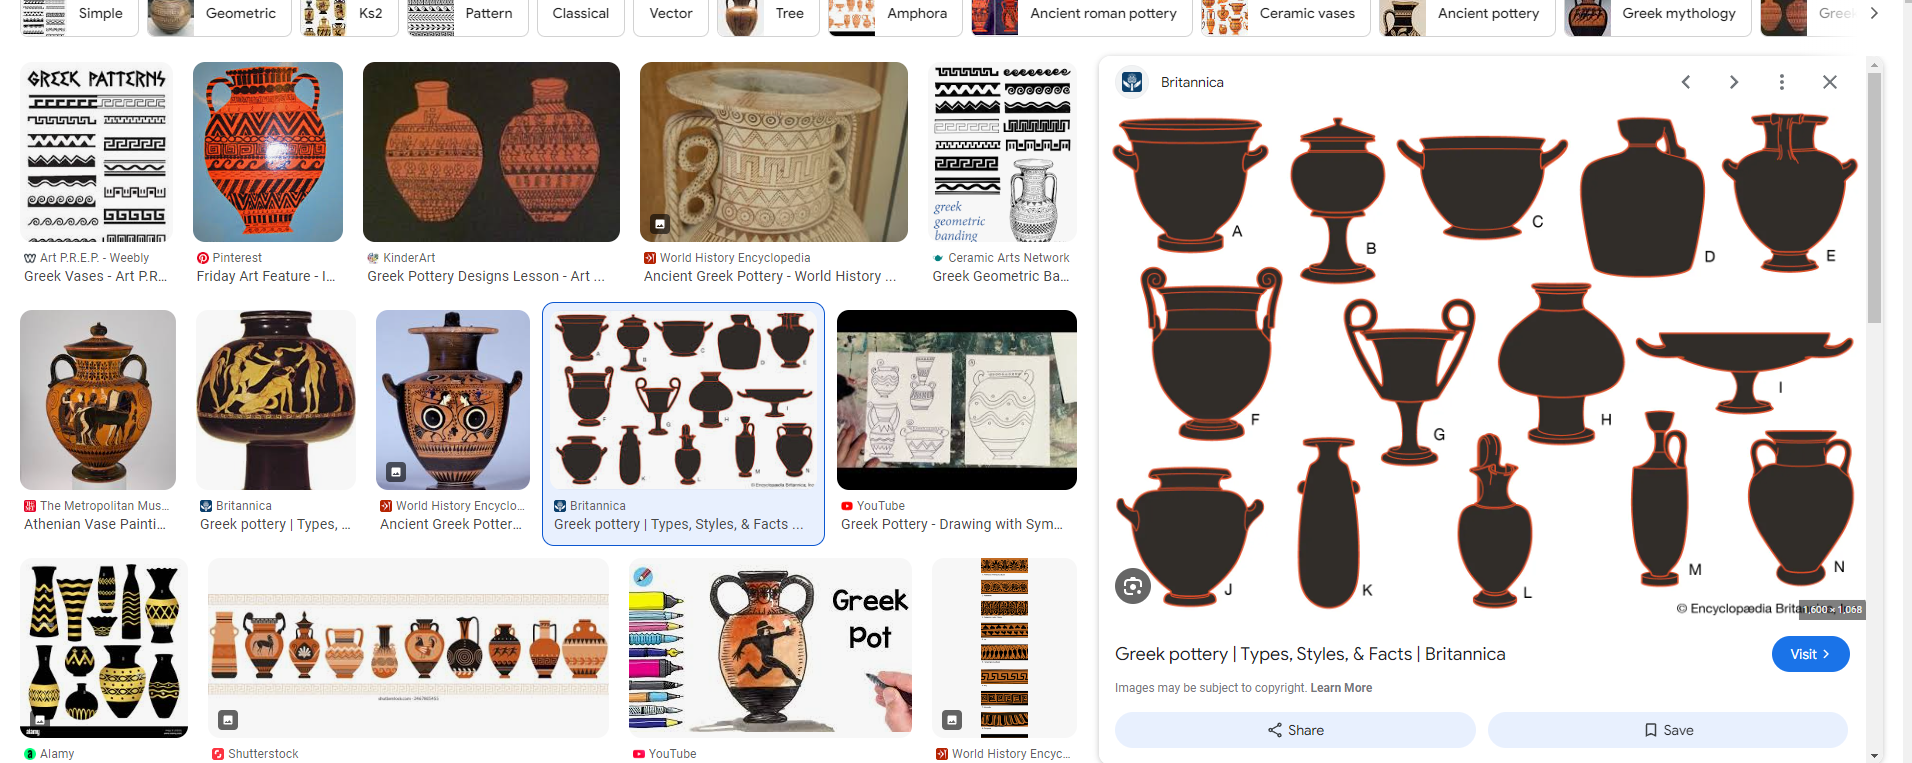 Simple
Geometric
Ks2
Pattern
Classical
Vector
Tree
Amphora
Ancient roman pottery
Ceramic vases
Ancient pottery
Greek mythology
GREEK PATTERNS
Art P.R.E.P. - Weebly
Greek Vases - Art P.R...
Pinterest
Friday Art Feature - I...
KinderArt
Greek Pottery Designs Lesson - Art ...
World History Encyclopedia
Ancient Greek Pottery - World History ...
greek
geometric
banding
Ceramic Arts Network
Greek Geometric Ba...
The Metropolitan Mus...
Athenian Vase Painti...
Britannica
Greek pottery | Types, ...
World History Encyclo...
Ancient Greek Potter...
A
B
C
D
E
F
G
H
I
J
K
L
M
N
© Encyclopædia Britannica, Inc
Britannica
Greek pottery | Types, Styles, & Facts ...
YouTube
Greek Pottery - Drawing with Sym...
alamy
Alamy
Shutterstock
Greek
Pot
YouTube
World History Encyc...
Britannica
A
B
C
D
E
F
G
H
I
J
K
L
M
N
© Encyclopædia Brita
1,600 × 1,068
Greek pottery | Types, Styles, & Facts | Britannica
Visit
Images may be subject to copyright. Learn More
Share
Save